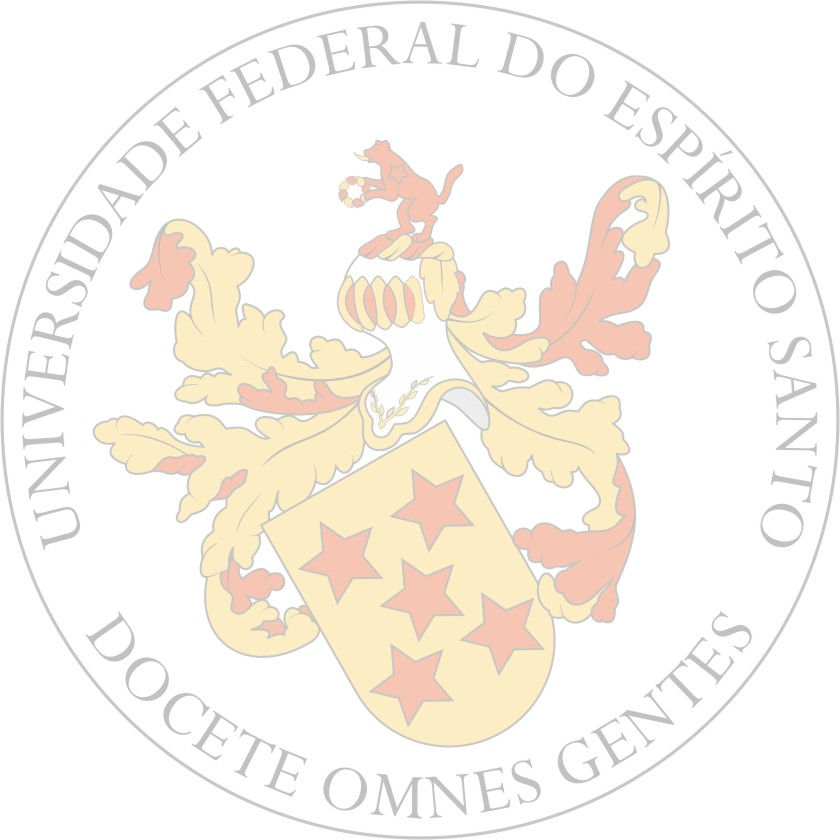 UNIVERSIDADE FEDERAL DO ESPÍRITO SANTO
DOCETE OMNES GENTES